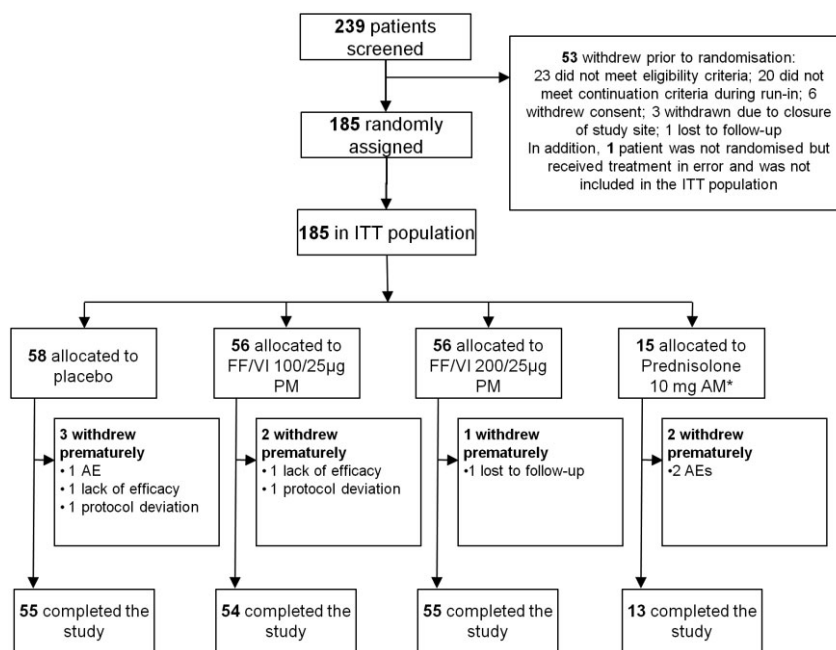 239 patients
screened
53 withdrew prior to randomisation:
23 did not meet eligibility criteria; 20 did not
meet continuation criteria during run-in; 6
withdrew consent; 3 withdrawn due to closure
of study site; 1 lost to follow-up
In addition, 1 patient was not randomised but
received treatment in error and was not
included in the ITT population
185 randomly
assigned
185 in ITT population
58 allocated to
placebo
56 allocated to
FF/VI 100/25µg
PM
56 allocated to
FF/VI 200/25µg
PM
15 allocated to
Prednisolone
10 mg AM*
3 withdrew
prematurely
• 1 AE
• 1 lack of efficacy
• 1 protocol deviation
2 withdrew
prematurely
• 1 lack of efficacy
• 1 protocol deviation
1 withdrew
prematurely
•1 lost to follow-up
2 withdrew
prematurely
•2 AEs
55 completed the
study
54 completed the
study
55 completed the
study
13 completed the
study